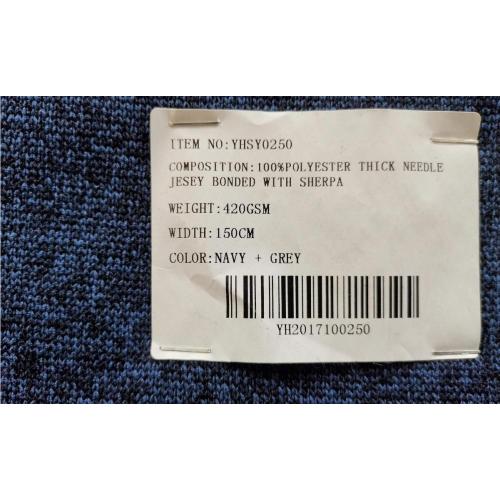 ITEM NO:YHSY0250
COMPOSITION:100%POLYESTER THICK NEEDLE
JESEY BONDED WITH SHERPA
WEIGHT:420GSM
WIDTH:150CM
COLOR:NAVY + GREY
YH2017100250